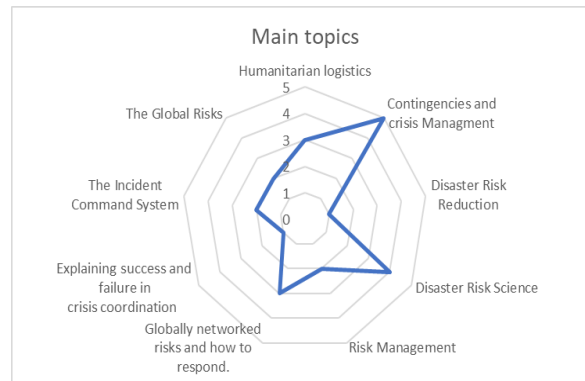 Main topics
Humanitarian logistics
5
4
3
2
1
0
Contingencies and
crisis Managment
Disaster Risk
Reduction
Disaster Risk Science
Risk Management
Globally networked
risks and how to
respond.
Explaining success and
failure in
crisis coordination
The Incident
Command System
The Global Risks